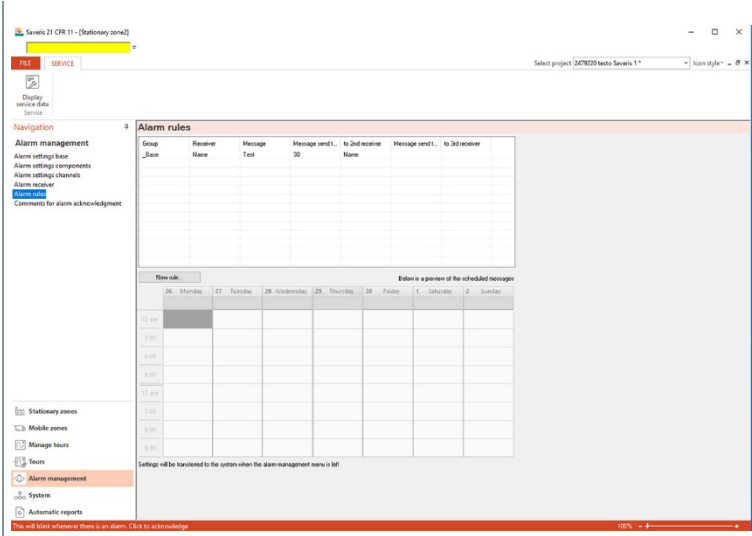 Saveris 21 CFR 11 - [Stationary zone2]
FILE SERVICE
Select project 2479220 testo Saveris 1 * Icon style
Display
service data
Service
Navigation
Alarm management
Alarm settings base
Alarm settings components
Alarm settings channels
Alarm receiver
Alarm rules
Comments for alarm acknowledgment
Alarm rules
Group Receiver Message Message send t... to 2nd receiver Message send t... to 3rd receiver
_Base Name Test 30 Name
New rule...
Below is a preview of the scheduled messages
26 Monday 27 Tuesday 28 Wednesday 29 Thursday, ... 30 Friday 1 Saturday 2 Sunday
12 am
6:00
9:00
12 pm
6:00
9:00
Settings will be transferred to the system when the alarm management menu is left
Stationary zones
Mobile zones
Manage tours
Tours
Alarm management
System
Automatic reports
This will blink whenever there is an alarm. Click to acknowledge
100%